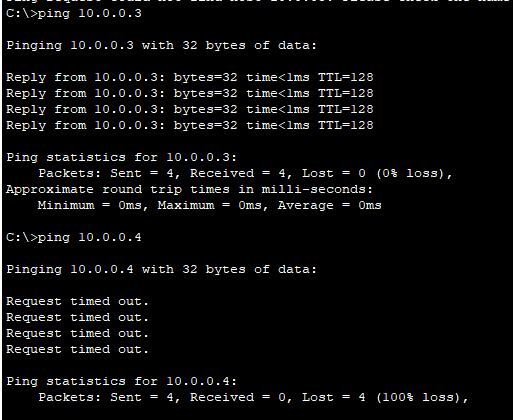 C:\>ping 10.0.0.3
Pinging 10.0.0.3 with 32 bytes of data:
Reply from 10.0.0.3: bytes=32 time<1ms TTL=128
Reply from 10.0.0.3: bytes=32 time<1ms TTL=128
Reply from 10.0.0.3: bytes=32 time<1ms TTL=128
Reply from 10.0.0.3: bytes=32 time<1ms TTL=128
Ping statistics for 10.0.0.3:
Packets: Sent = 4, Received = 4, Lost = 0 (0% loss),
Approximate round trip times in milli-seconds:
Minimum = 0ms, Maximum = 0ms, Average = 0ms
C:\>ping 10.0.0.4
Pinging 10.0.0.4 with 32 bytes of data:
Request timed out.
Request timed out.
Request timed out.
Request timed out.
Ping statistics for 10.0.0.4:
Packets: Sent = 4, Received = 0, Lost = 4 (100% loss),